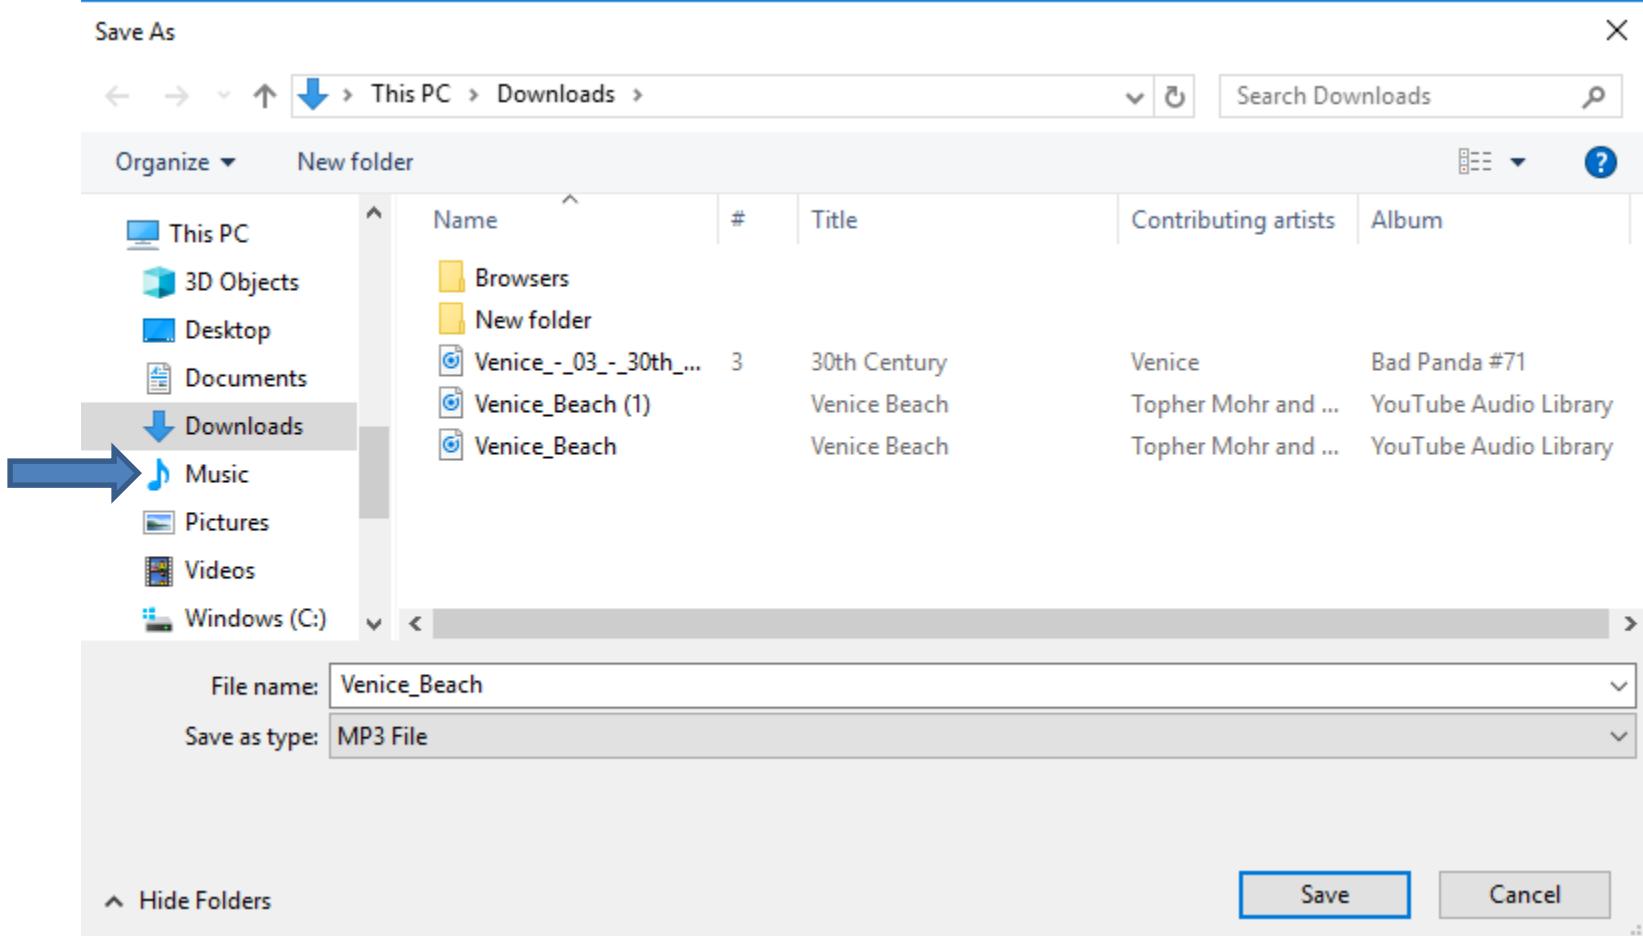 Save As
This PC > Downloads >
Search Downloads
Organize
New folder
?
This PC
3D Objects
Desktop
Documents
Downloads
Music
Pictures
Videos
Windows (C:)
Name # Title Contributing artists Album
Browsers
New folder
Venice_-_03_-_30th_... 3 30th Century Venice Bad Panda #71
Venice_Beach (1) Venice Beach Topher Mohr and ... YouTube Audio Library
Venice_Beach Venice Beach Topher Mohr and ... YouTube Audio Library
File name: Venice_Beach
Save as type: MP3 File
Hide Folders
Save
Cancel